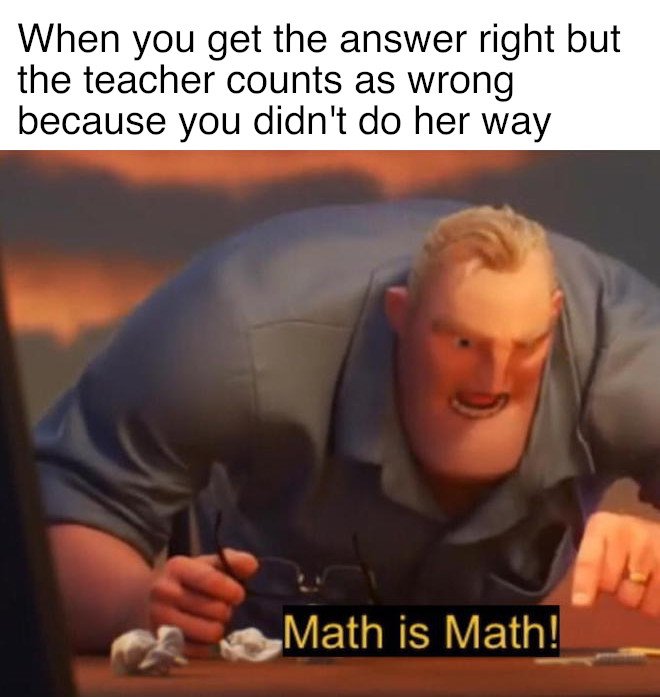 When you get the answer right but
the teacher counts as wrong
because you didn't do her way
Math is Math!